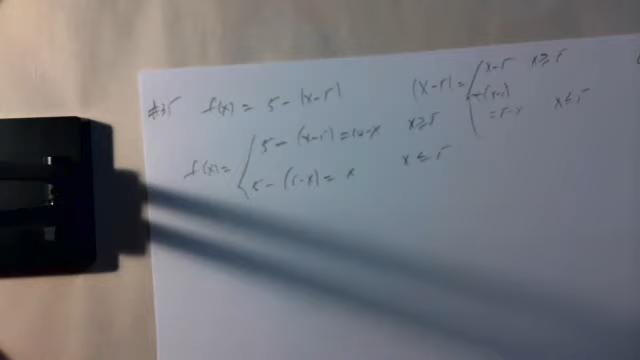 #35 f(x) = 5 - |x-5| |x-5| = { x-5 x ≥ 5
-(x-5) = 5-x x ≤ 5
f(x) = { 5 - (x-5) = 10-x x ≥ 5
5 - (5-x) = x x ≤ 5